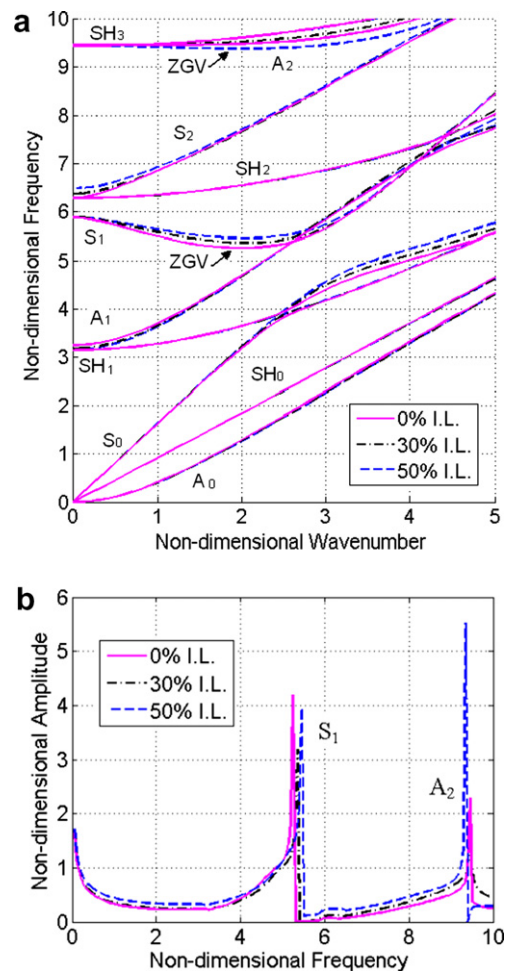 a
10
9
8
7
6
5
4
3
2
1
0
Non-dimensional Frequency
SH3
ZGV
A2
S2
SH2
S1
ZGV
A1
SH1
SH0
S0
A0
0% I.L.
30% I.L.
50% I.L.
0 1 2 3 4 5
Non-dimensional Wavenumber
b
6
5
4
3
2
1
0
Non-dimensional Amplitude
0% I.L.
30% I.L.
50% I.L.
S1
A2
0 2 4 6 8 10
Non-dimensional Frequency